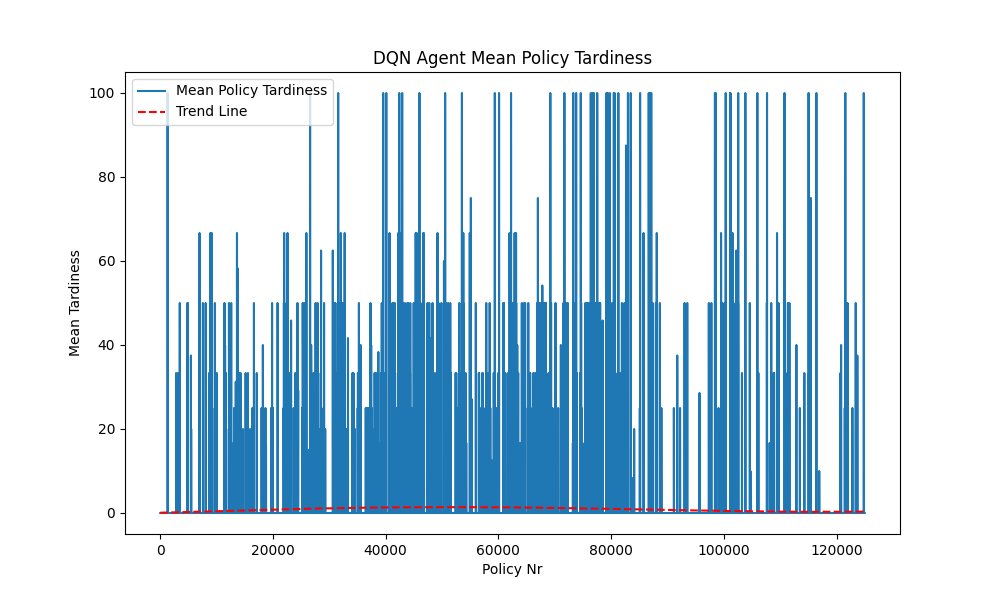 DQN Agent Mean Policy Tardiness
Mean Policy Tardiness
Trend Line
100
80
60
40
20
0
Mean Tardiness
0
20000
40000
60000
80000
100000
120000
Policy Nr